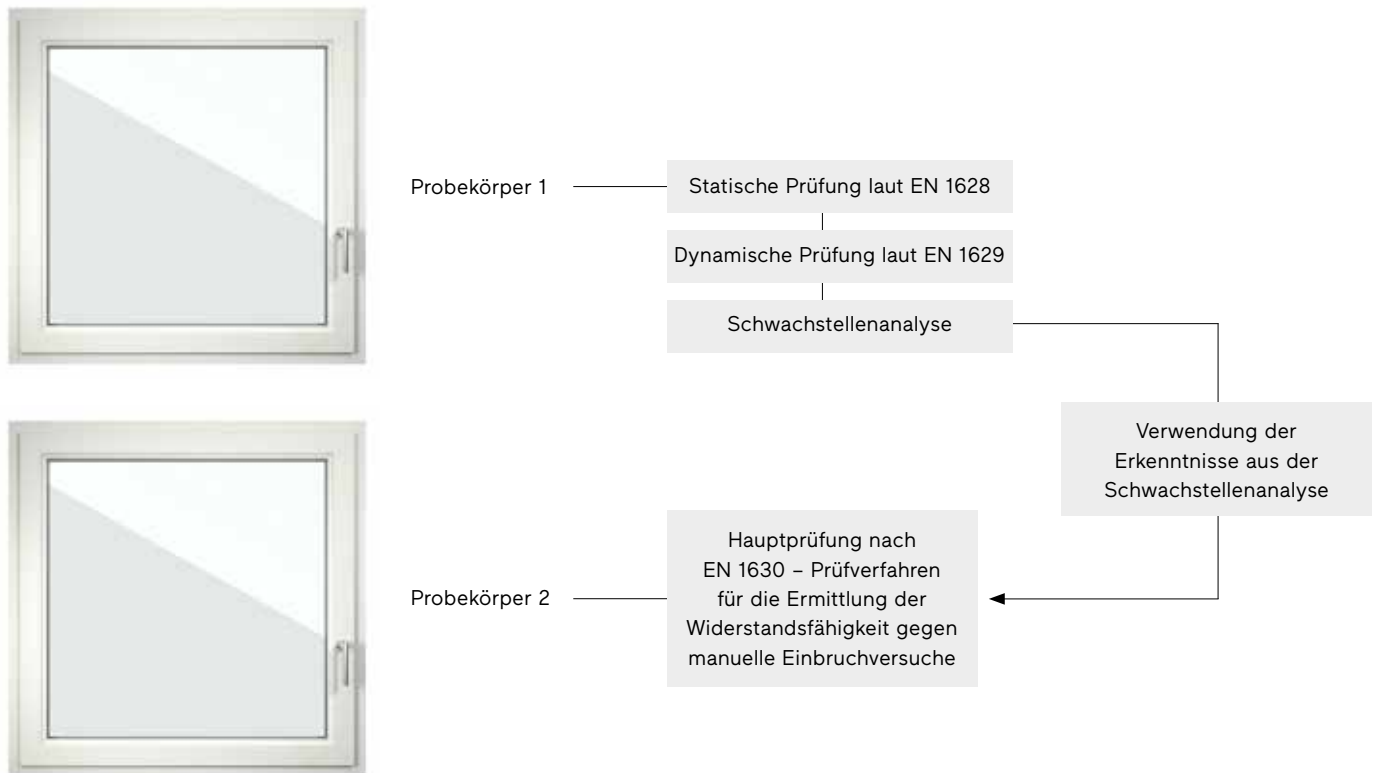 Probekörper 1
Statische Prüfung laut EN 1628
Dynamische Prüfung laut EN 1629
Schwachstellenanalyse
Verwendung der
Erkenntnisse aus der
Schwachstellenanalyse
Probekörper 2
Hauptprüfung nach
EN 1630 – Prüfverfahren
für die Ermittlung der
Widerstandsfähigkeit gegen
manuelle Einbruchversuche